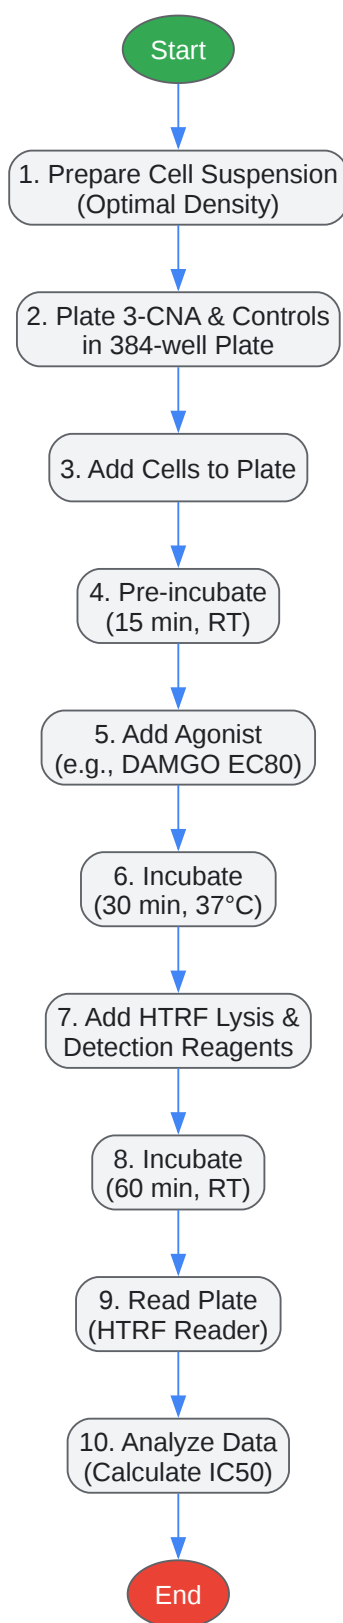 Start
1. Prepare Cell Suspension
(Optimal Density)
2. Plate 3-CNA & Controls
in 384-well Plate
3. Add Cells to Plate
4. Pre-incubate
(15 min, RT)
5. Add Agonist
(e.g., DAMGO EC80)
6. Incubate
(30 min, 37°C)
7. Add HTRF Lysis &
Detection Reagents
8. Incubate
(60 min, RT)
9. Read Plate
(HTRF Reader)
10. Analyze Data
(Calculate IC50)
End